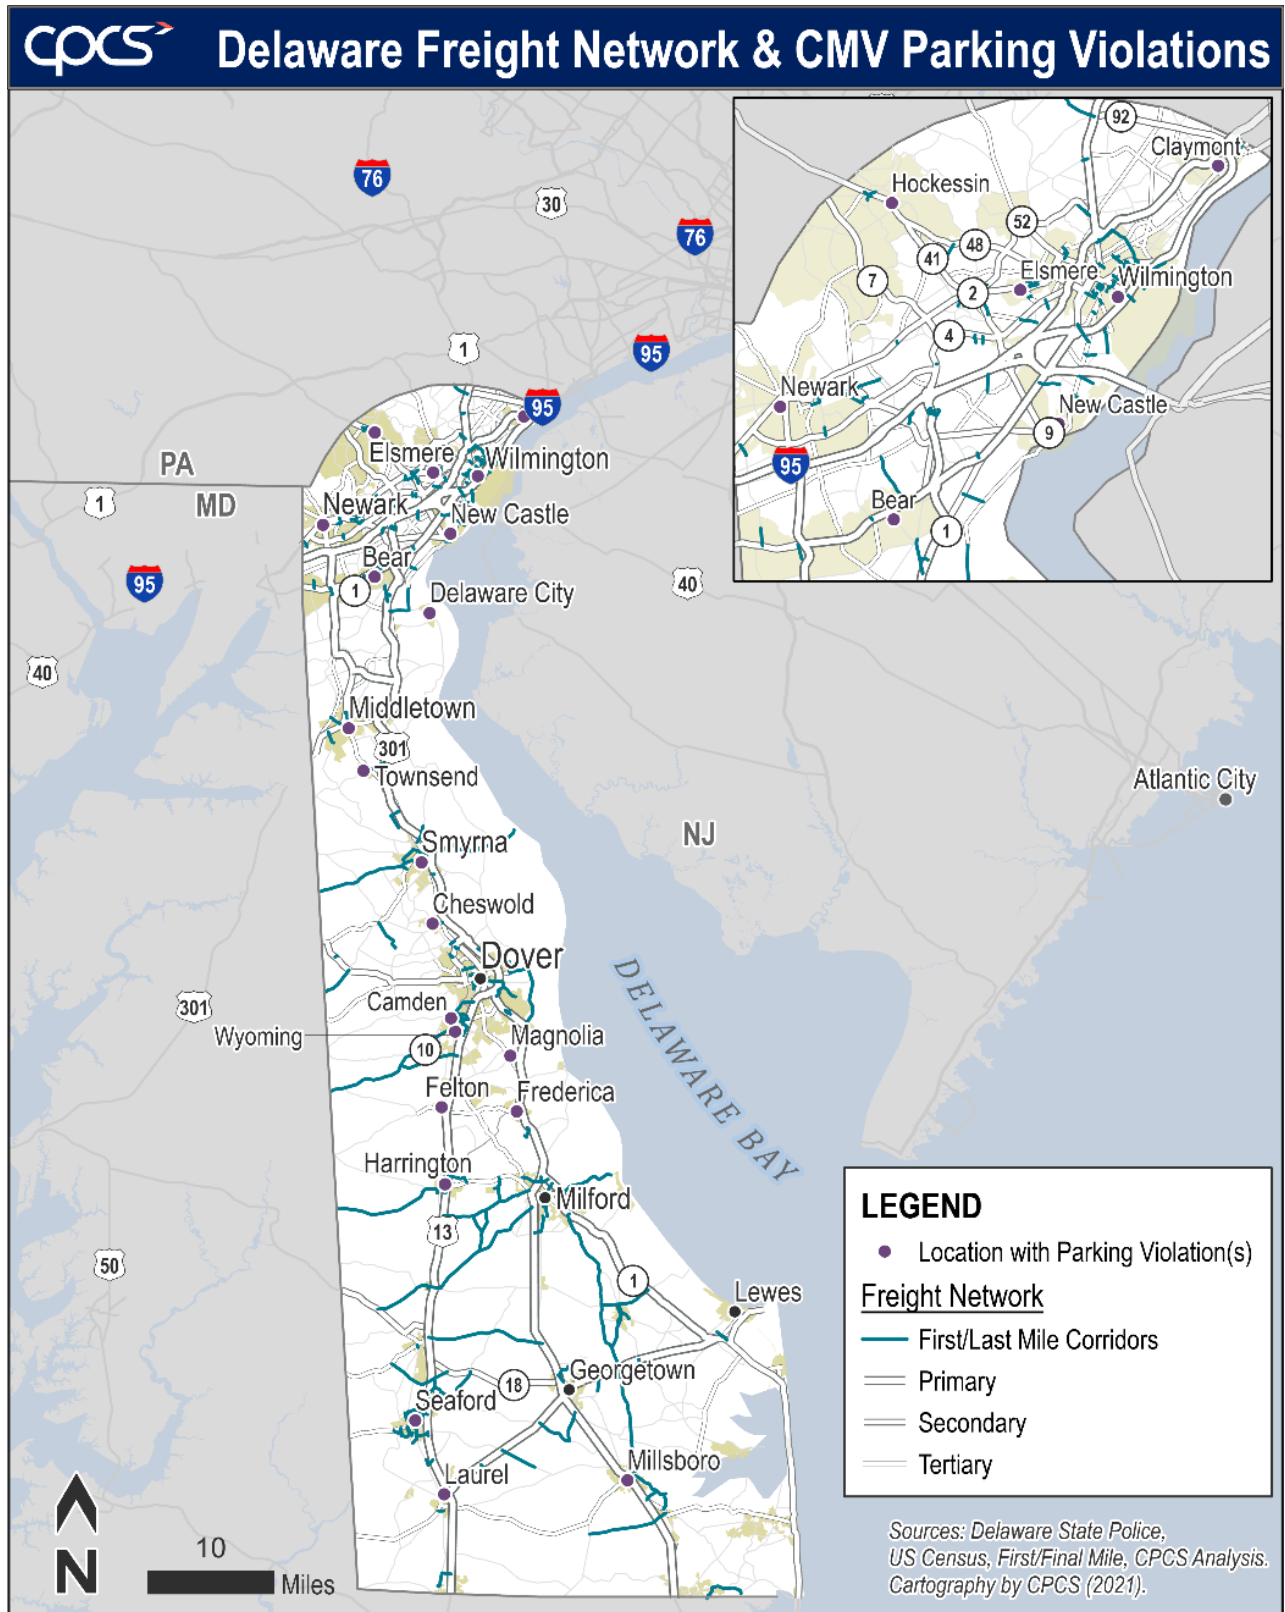 cpcs
Delaware Freight Network & CMV Parking Violations
76
30
76
1
95
95
PA
MD
1
95
40
40
Elsmere
Wilmington
Newark
New Castle
Bear
1
Delaware City
Middletown
301
Townsend
Atlantic City
NJ
Smyrna
Cheswold
Dover
301
Camden
Wyoming
10
Magnolia
Felton
Frederica
DELAWARE BAY
Harrington
Milford
13
50
1
Lewes
Georgetown
18
Seaford
Millsboro
Laurel
92
Claymont
Hockessin
52
48
41
7
2
Elsmere
Wilmington
4
Newark
New Castle
9
95
Bear
1
LEGEND
Location with Parking Violation(s)
Freight Network
First/Last Mile Corridors
Primary
Secondary
Tertiary
N
10
Miles
Sources: Delaware State Police,
US Census, First/Final Mile, CPCS Analysis.
Cartography by CPCS (2021).